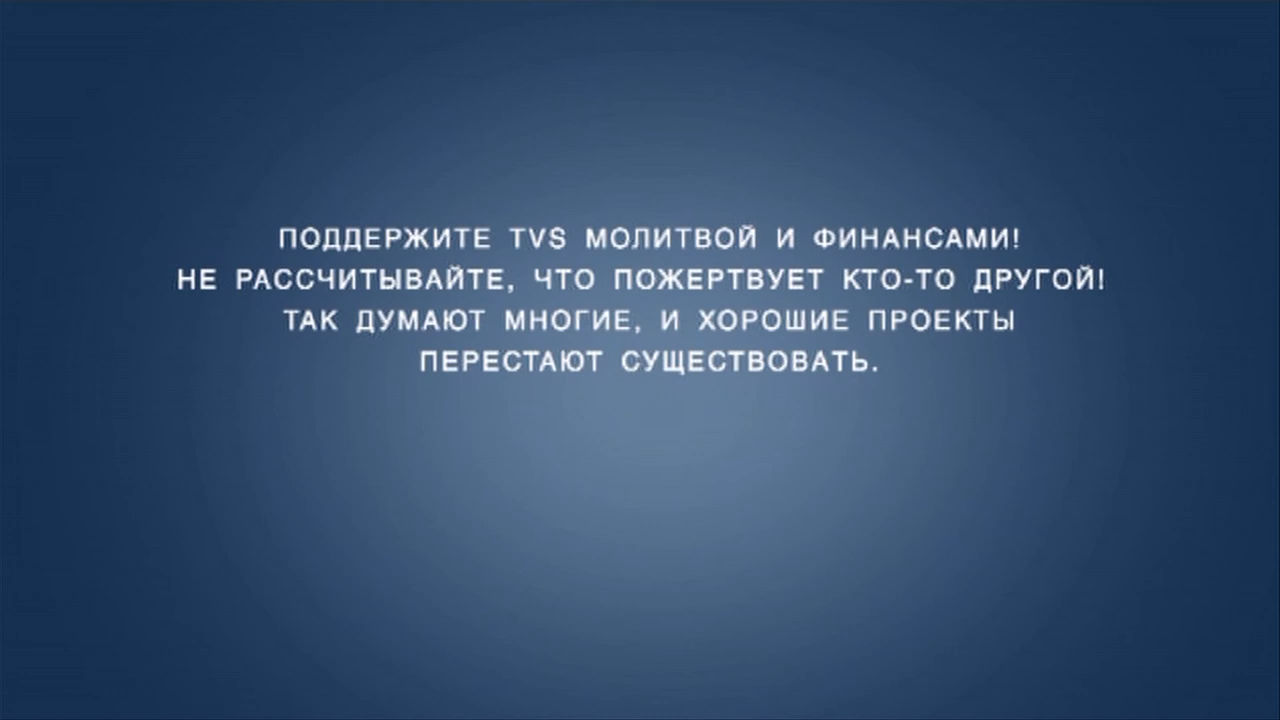 ПОДДЕРЖИТЕ TVS МОЛИТВОЙ И ФИНАНСАМИ!
НЕ РАССЧИТЫВАЙТЕ, ЧТО ПОЖЕРТВУЕТ КТО-ТО ДРУГОЙ!
ТАК ДУМАЮТ МНОГИЕ, И ХОРОШИЕ ПРОЕКТЫ
ПЕРЕСТАЮТ СУЩЕСТВОВАТЬ.